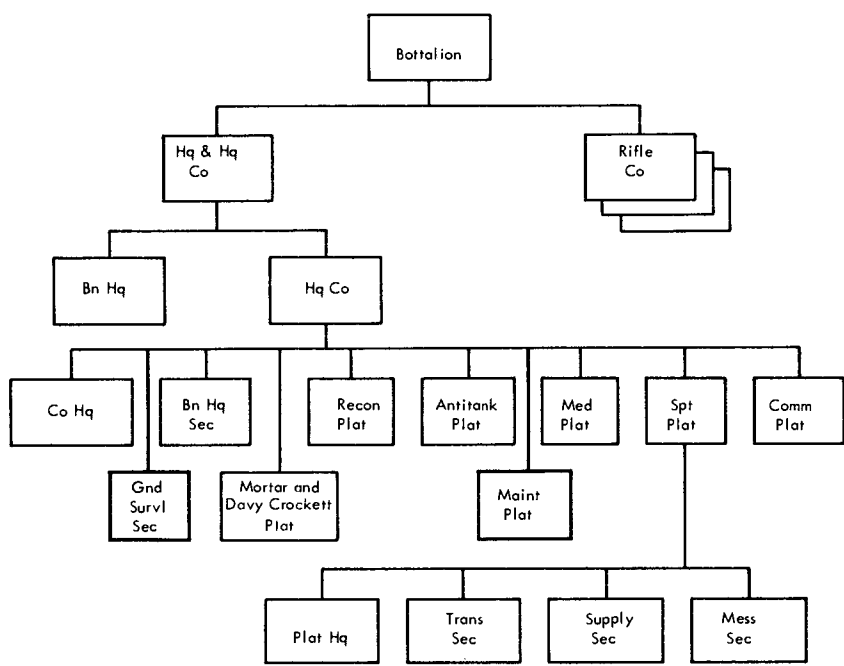 Bottalion
Hq & Hq
Co
Rifle
Co
Bn Hq
Hq Co
Co Hq
Bn Hq
Sec
Recon
Plat
Antitank
Plat
Med
Plat
Spt
Plat
Comm
Plat
Gnd
Survl
Sec
Mortar and
Davy Crockett
Plat
Maint
Plat
Plat Hq
Trans
Sec
Supply
Sec
Mess
Sec